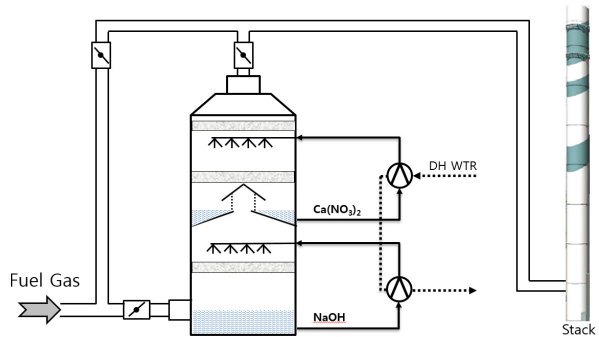 DH WTR
Ca(NO3)2
Fuel Gas
NaOH
Stack